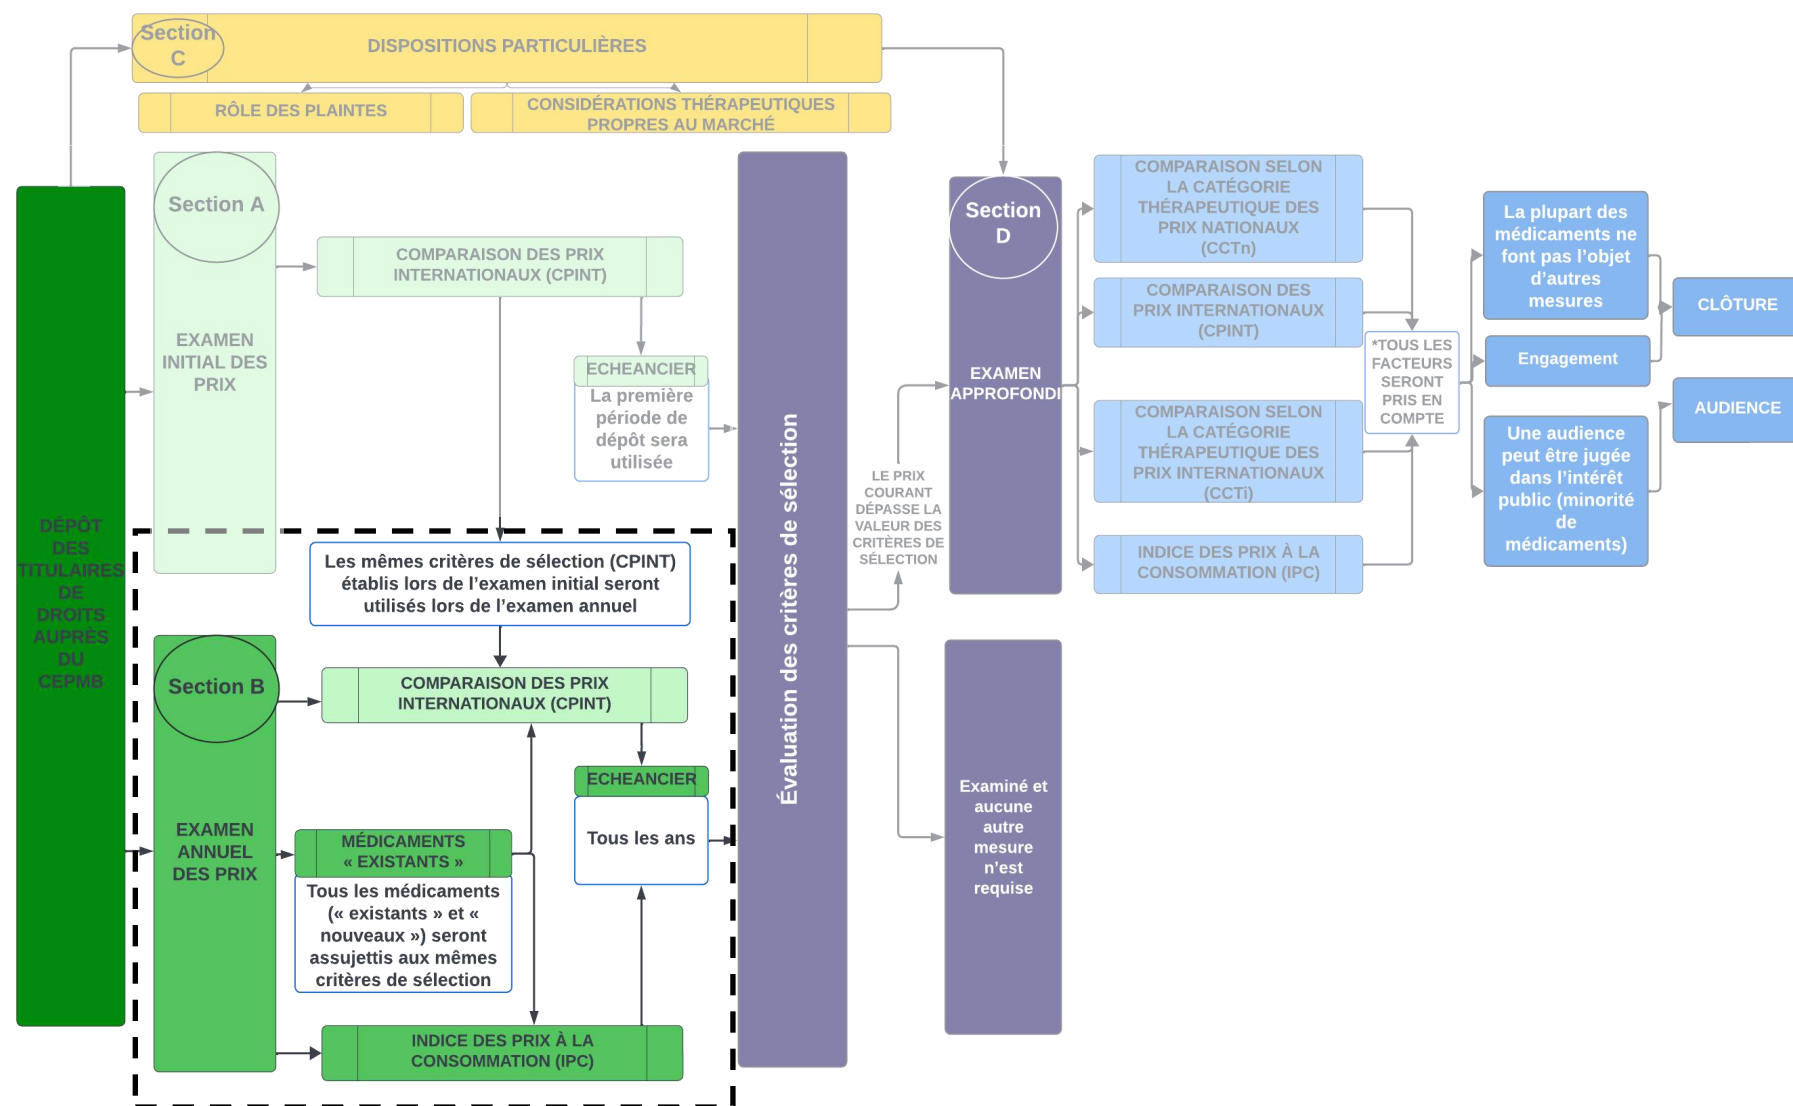 Section
C
DISPOSITIONS PARTICULIÈRES
RÔLE DES PLAINTES
CONSIDÉRATIONS THÉRAPEUTIQUES
PROPRES AU MARCHÉ
DÉPÔT
DES
TITULAIRES
DE
DROITS
AUPRÈS
DU
CEPMB
Section A
EXAMEN
INITIAL DES
PRIX
COMPARAISON DES PRIX
INTERNATIONAUX (CPINT)
ECHEANCIER
La première
période de
dépôt sera
utilisée
Les mêmes critères de sélection (CPINT)
établis lors de l’examen initial seront
utilisés lors de l’examen annuel
Section B
EXAMEN
ANNUEL
DES PRIX
COMPARAISON DES PRIX
INTERNATIONAUX (CPINT)
ECHEANCIER
Tous les ans
MÉDICAMENTS
« EXISTANTS »
Tous les médicaments
(« existants » et «
nouveaux ») seront
assujettis aux mêmes
critères de sélection
INDICE DES PRIX À LA
CONSOMMATION (IPC)
Évaluation des critères de sélection
LE PRIX
COURANT
DÉPASSE LA
VALEUR DES
CRITÈRES DE
SÉLECTION
Section
D
EXAMEN
APPROFONDI
Examiné et
aucune
autre
mesure
n’est
requise
COMPARAISON SELON
LA CATÉGORIE
THÉRAPEUTIQUE DES
PRIX NATIONAUX
(CCTn)
COMPARAISON DES
PRIX INTERNATIONAUX
(CPINT)
COMPARAISON SELON
LA CATÉGORIE
THÉRAPEUTIQUE DES
PRIX INTERNATIONAUX
(CCTi)
INDICE DES PRIX À LA
CONSOMMATION (IPC)
*TOUS LES
FACTEURS
SERONT
PRIS EN
COMPTE
La plupart des
médicaments ne
font pas l’objet
d’autres
mesures
Engagement
Une audience
peut être jugée
dans l’intérêt
public (minorité
de
médicaments)
CLÔTURE
AUDIENCE